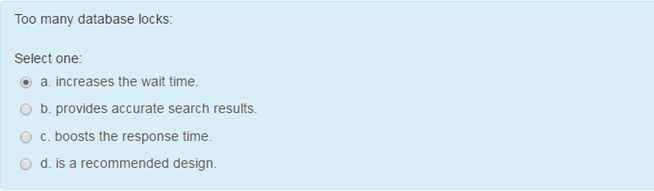 Too many database locks:
Select one:
a. increases the wait time.
b. provides accurate search results.
c. boosts the response time.
d. is a recommended design.